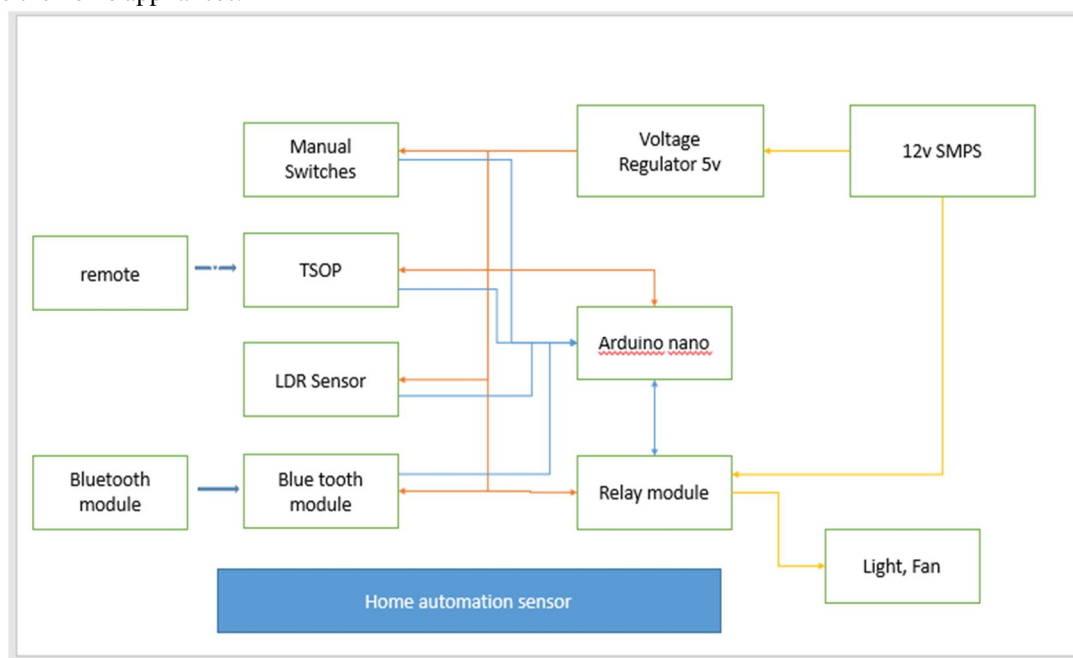 Manual
Switches
Voltage
Regulator 5v
12v SMPS
remote
TSOP
Arduino nano
LDR Sensor
Bluetooth
module
Blue tooth
module
Relay module
Light, Fan
Home automation sensor